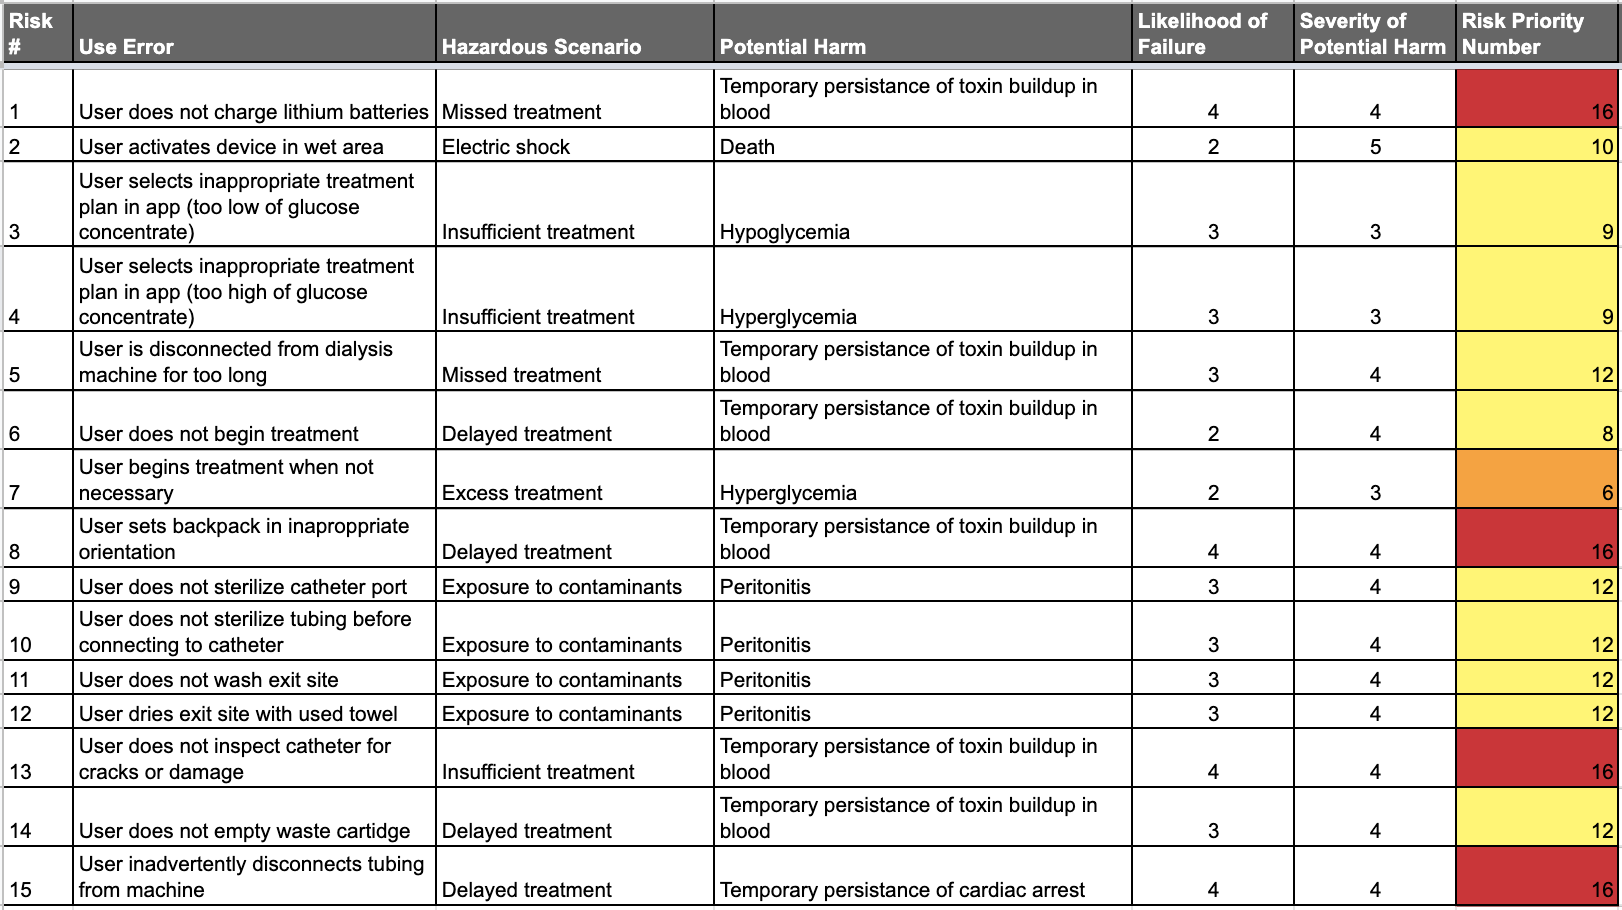 Risk # Use Error Hazardous Scenario Potential Harm Likelihood of Failure Severity of Potential Harm Risk Priority Number
1 User does not charge lithium batteries Missed treatment Temporary persistance of toxin buildup in blood 4 4 16
2 User activates device in wet area Electric shock Death 2 5 10
3 User selects inappropriate treatment plan in app (too low of glucose concentrate) Insufficient treatment Hypoglycemia 3 3 9
4 User selects inappropriate treatment plan in app (too high of glucose concentrate) Insufficient treatment Hyperglycemia 3 3 9
5 User is disconnected from dialysis machine for too long Missed treatment Temporary persistance of toxin buildup in blood 3 4 12
6 User does not begin treatment Delayed treatment Temporary persistance of toxin buildup in blood 2 4 8
7 User begins treatment when not necessary Excess treatment Hyperglycemia 2 3 6
8 User sets backpack in inaproppriate orientation Delayed treatment Temporary persistance of toxin buildup in blood 4 4 16
9 User does not sterilize catheter port Exposure to contaminants Peritonitis 3 4 12
10 User does not sterilize tubing before connecting to catheter Exposure to contaminants Peritonitis 3 4 12
11 User does not wash exit site Exposure to contaminants Peritonitis 3 4 12
12 User dries exit site with used towel Exposure to contaminants Peritonitis 3 4 12
13 User does not inspect catheter for cracks or damage Insufficient treatment Temporary persistance of toxin buildup in blood 4 4 16
14 User does not empty waste cartidge Delayed treatment Temporary persistance of toxin buildup in blood 3 4 12
15 User inadvertently disconnects tubing from machine Delayed treatment Temporary persistance of cardiac arrest 4 4 16